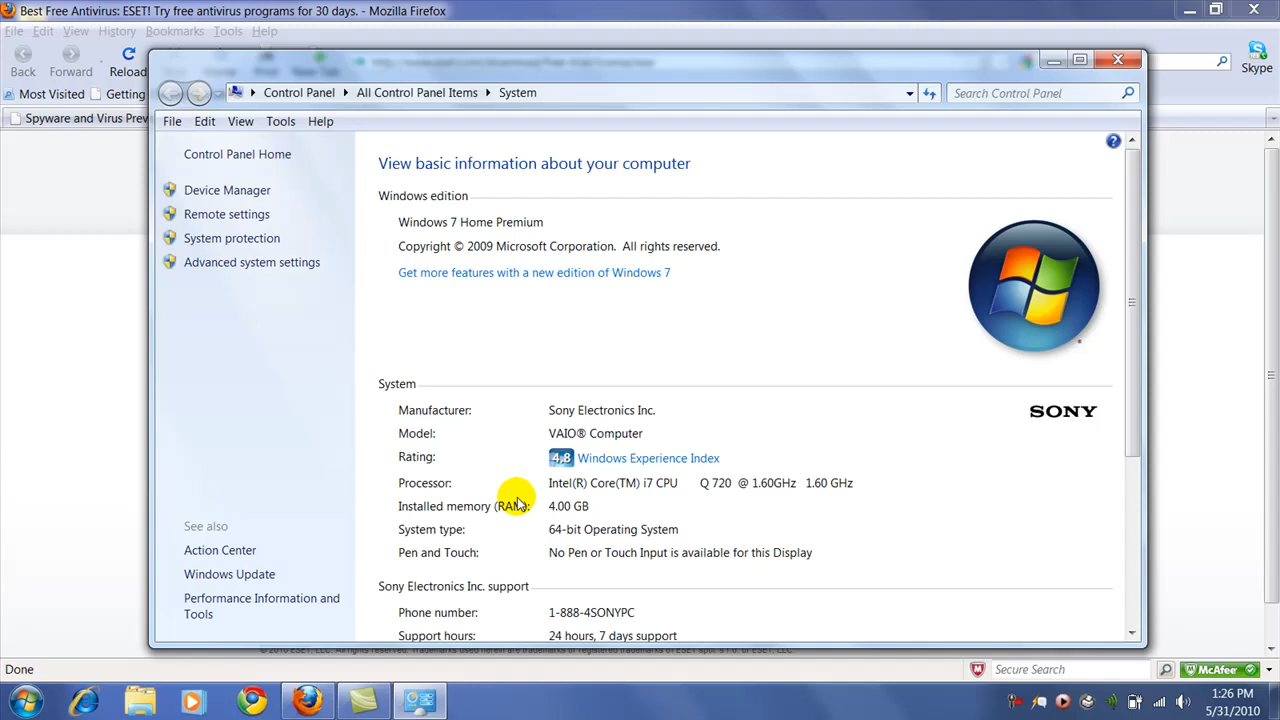 Best Free Antivirus: ESET! Try free antivirus programs for 30 days. - Mozilla Firefox
File Edit View History Bookmarks Tools Help
Back Forward Reload
Skype
Most Visited Getting
Spyware and Virus Prev
Control Panel All Control Panel Items System
Search Control Panel
File Edit View Tools Help
Control Panel Home
Device Manager
Remote settings
System protection
Advanced system settings
See also
Action Center
Windows Update
Performance Information and
Tools
View basic information about your computer
Windows edition
Windows 7 Home Premium
Copyright © 2009 Microsoft Corporation. All rights reserved.
Get more features with a new edition of Windows 7
System
Manufacturer: Sony Electronics Inc.
SONY
Model: VAIO® Computer
Rating: 4.8 Windows Experience Index
Processor: Intel(R) Core(TM) i7 CPU Q 720 @ 1.60GHz 1.60 GHz
Installed memory (RAM): 4.00 GB
System type: 64-bit Operating System
Pen and Touch: No Pen or Touch Input is available for this Display
Sony Electronics Inc. support
Phone number: 1-888-4SONYPC
Support hours: 24 hours, 7 days support
Done
Secure Search
McAfee
1:26 PM
5/31/2010